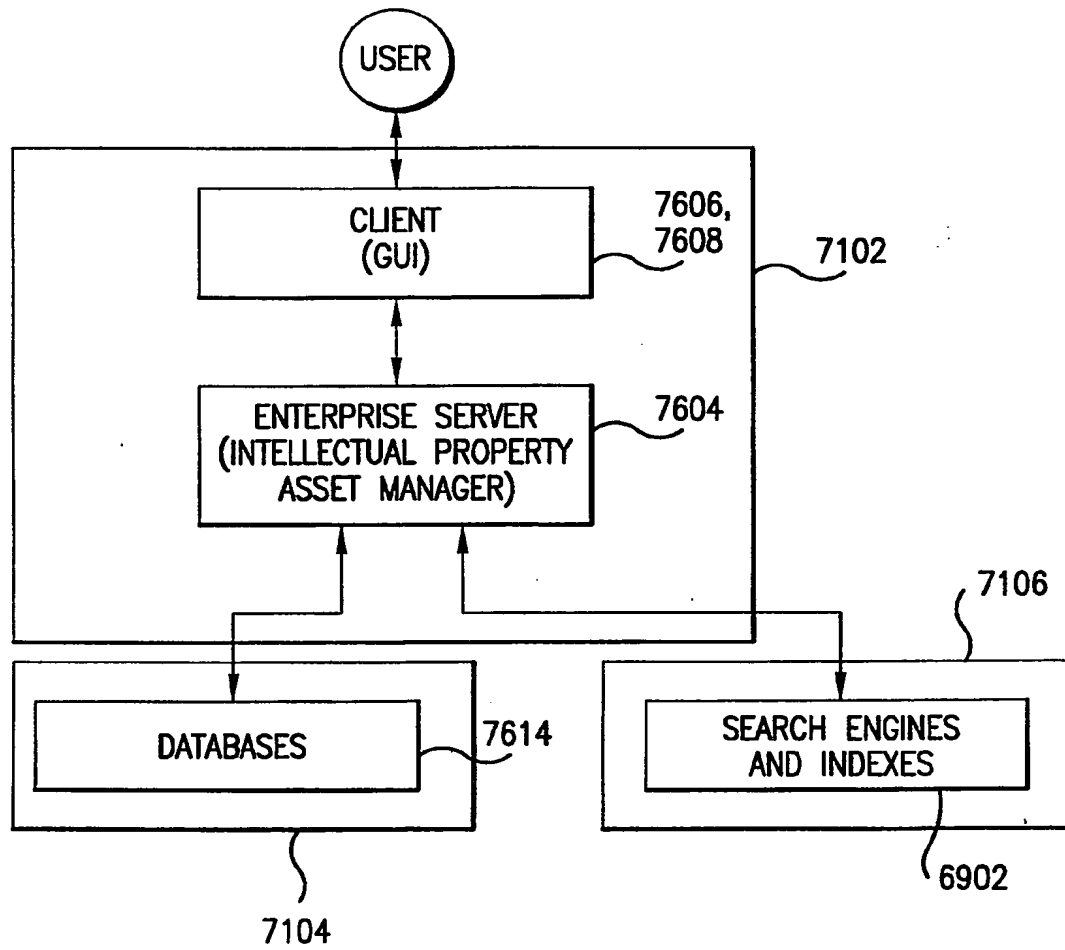 USER
CLIENT
(GUI)
7606,
7608
7102
ENTERPRISE SERVER
(INTELLECTUAL PROPERTY
ASSET MANAGER)
7604
7106
DATABASES
7614
SEARCH ENGINES
AND INDEXES
6902
7104